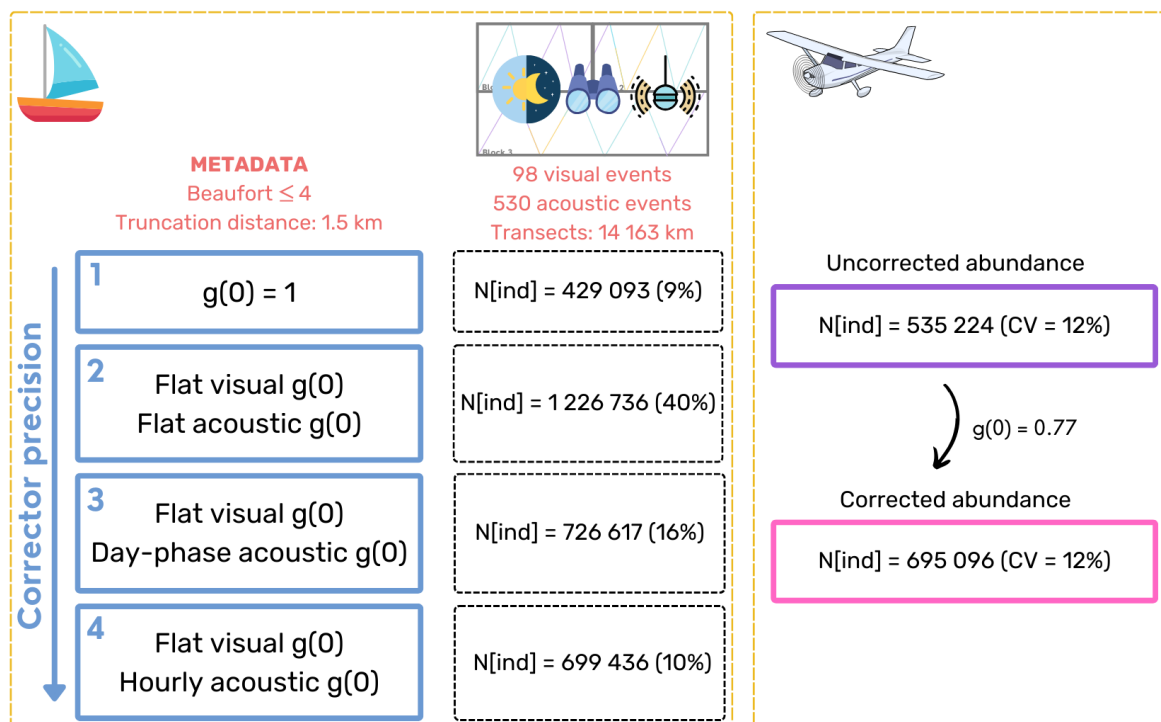 METADATA
Beaufort ≤ 4
Truncation distance: 1.5 km
Block 3
98 visual events
530 acoustic events
Transects: 14 163 km
Corrector precision
1
g(0) = 1
N[ind] = 429 093 (9%)
2
Flat visual g(0)
Flat acoustic g(0)
N[ind] = 1 226 736 (40%)
3
Flat visual g(0)
Day-phase acoustic g(0)
N[ind] = 726 617 (16%)
4
Flat visual g(0)
Hourly acoustic g(0)
N[ind] = 699 436 (10%)
Uncorrected abundance
N[ind] = 535 224 (CV = 12%)
g(0) = 0.77
Corrected abundance
N[ind] = 695 096 (CV = 12%)